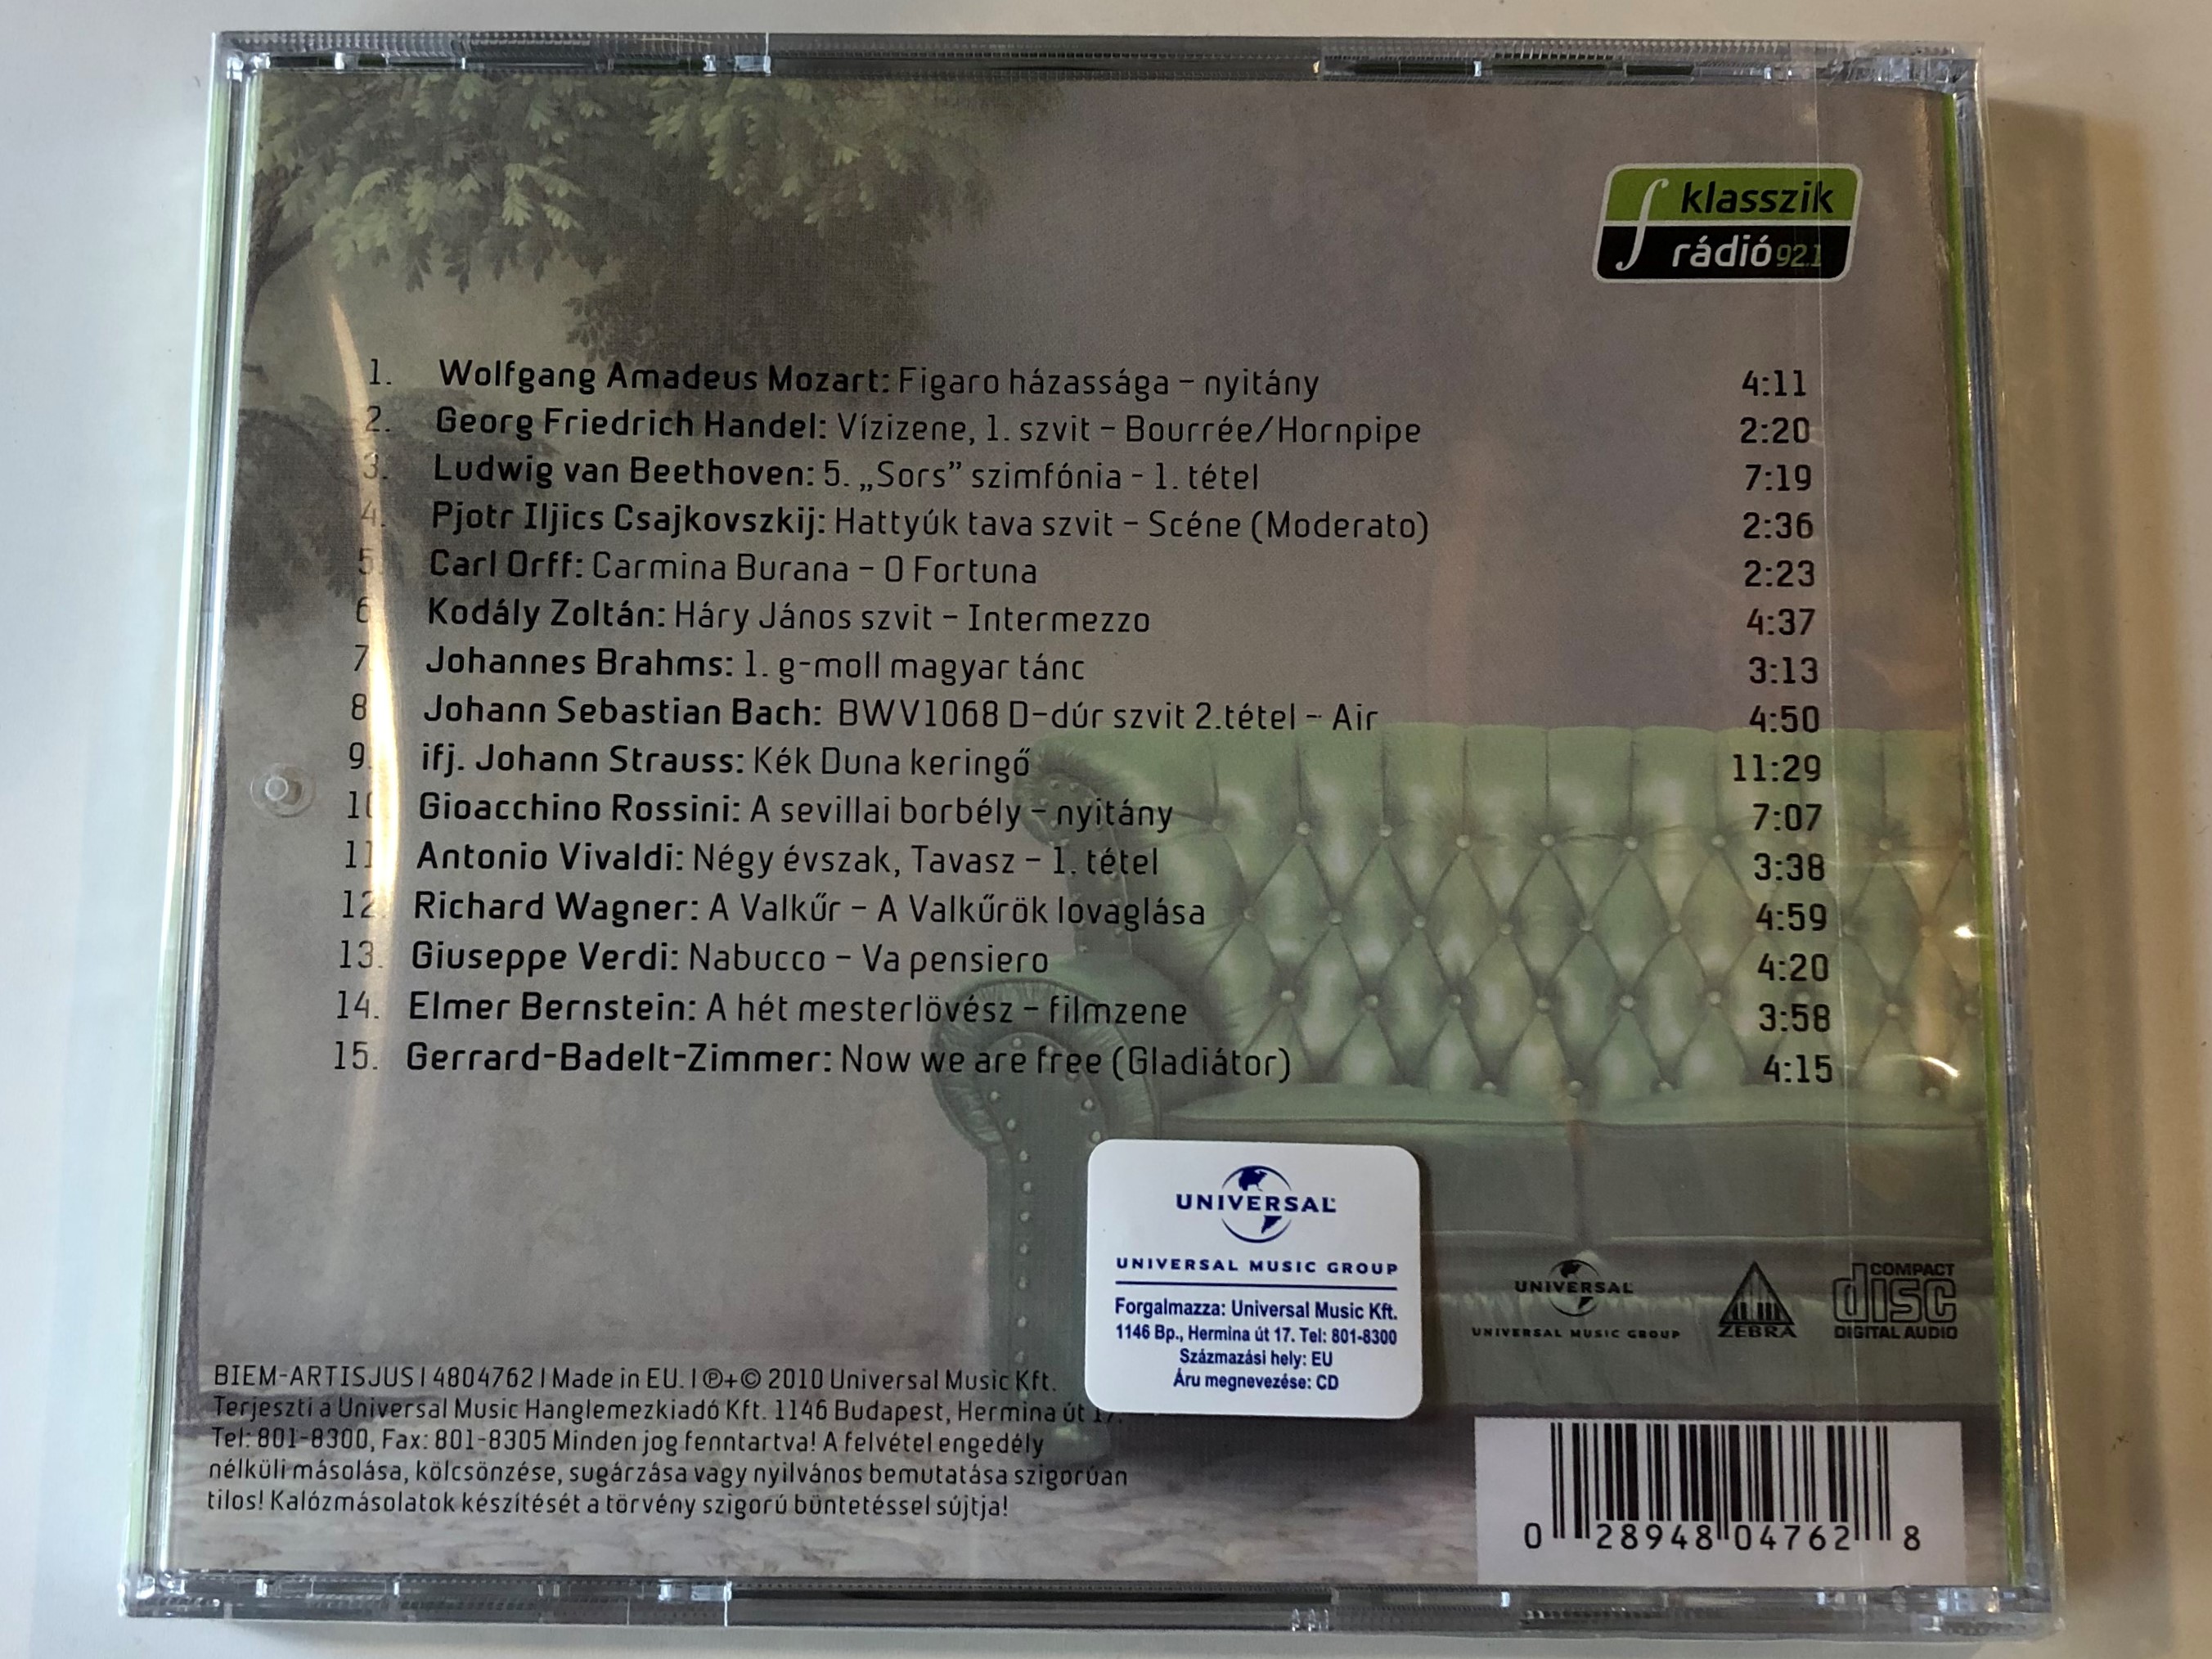 klasszik
rádió 92.1
1. Wolfgang Amadeus Mozart: Figaro házassága – nyitány 4:11
2. Georg Friedrich Handel: Vízizene, 1. szvit – Bourrée/Hornpipe 2:20
3. Ludwig van Beethoven: 5. „Sors” szimfónia - 1. tétel 7:19
4. Pjotr Iljics Csajkovszkij: Hattyúk tava szvit – Scéne (Moderato) 2:36
5. Carl Orff: Carmina Burana – O Fortuna 2:23
6. Kodály Zoltán: Háry János szvit – Intermezzo 4:37
7. Johannes Brahms: 1. g-moll magyar tánc 3:13
8. Johann Sebastian Bach: BWV1068 D-dúr szvit 2.tétel – Air 4:50
9. ifj. Johann Strauss: Kék Duna keringő 11:29
10. Gioacchino Rossini: A sevillai borbély – nyitány 7:07
11. Antonio Vivaldi: Négy évszak, Tavasz – 1. tétel 3:38
12. Richard Wagner: A Valkűr – A Valkűrök lovaglása 4:59
13. Giuseppe Verdi: Nabucco – Va pensiero 4:20
14. Elmer Bernstein: A hét mesterlövész – filmzene 3:58
15. Gerrard-Badelt-Zimmer: Now we are free (Gladiátor) 4:15
UNIVERSAL
UNIVERSAL MUSIC GROUP
Forgalmazza: Universal Music Kft.
1146 Bp., Hermina út 17. Tel: 801-8300
Százmazási hely: EU
Áru megnevezése: CD
UNIVERSAL
UNIVERSAL MUSIC GROUP
ZEBRA
COMPACT
disc
DIGITAL AUDIO
BIEM-ARTISJUS | 4804762 | Made in EU. | ℗+© 2010 Universal Music Kft.
Terjeszti a Universal Music Hanglemezkiadó Kft. 1146 Budapest, Hermina út 17.
Tel: 801-8300, Fax: 801-8305 Minden jog fenntartva! A felvétel engedély
nélküli másolása, kölcsönzése, sugárzása vagy nyilvános bemutatása szigorúan
tilos! Kalózmásolatok készítését a törvény szigorú büntetéssel sújtja!
0 28948 04762 8